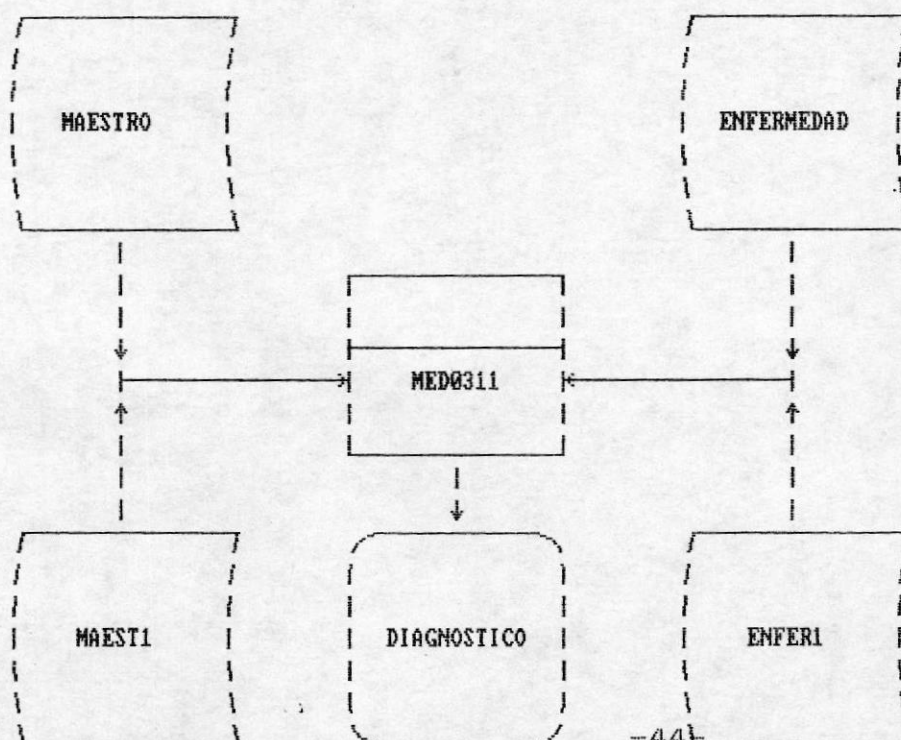 MAESTRO
ENFERMEDAD
MED0311
MAEST1
DIAGNOSTICO
ENFER1
-44-